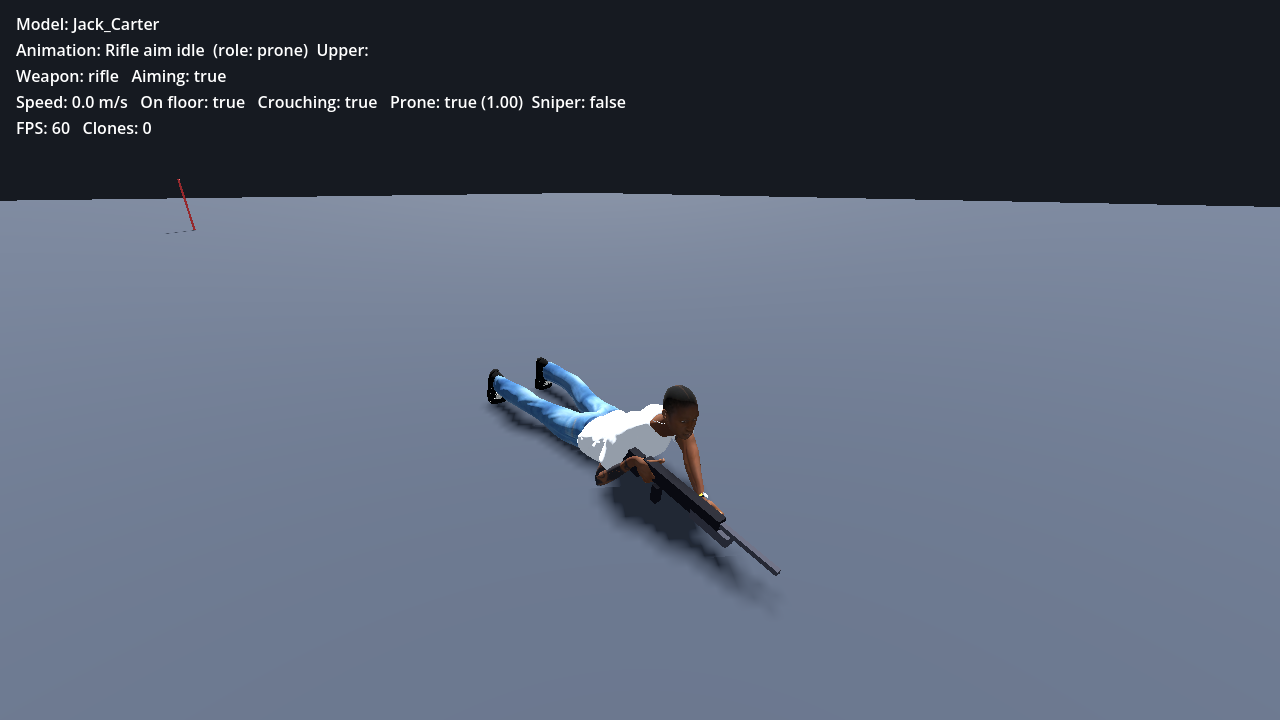 Model: Jack_Carter
Animation: Rifle aim idle  (role: prone)  Upper:
Weapon: rifle   Aiming: true
Speed: 0.0 m/s   On floor: true   Crouching: true   Prone: true (1.00)  Sniper: false
FPS: 60   Clones: 0